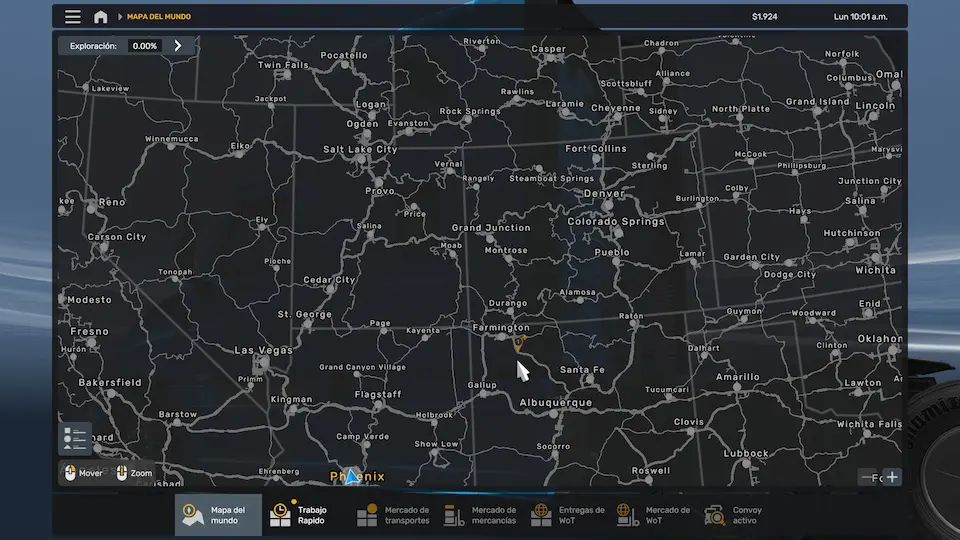 MAPA DEL MUNDO
$1.924
Lun 10:01 a.m.
Exploración: 0.00%
Riverton
Casper
Chadron
Norfolk
Pocatello
Twin Falls
Alliance
Scottsbluff
Columbus
Omal
Lakeview
Rawlins
Jackpot
Logan
Rock Springs
Laramie
Cheyenne
Sidney
North Platte
Grand Island
Lincoln
Ogden
Evanston
Winnemucca
Elko
Salt Lake City
Fort Collins
McCook
Marysvi
Vernal
Sterling
Phillipsburg
Rangely
Steamboat Springs
Provo
Denver
Colby
Junction City
Burlington
Salina
kee
Reno
Price
Hays
Ely
Salina
Grand Junction
Colorado Springs
Carson City
Moab
Montrose
Pueblo
Lamar
Garden City
Hutchinson
Pioche
Tonopah
Cedar City
Dodge City
Wichita
Modesto
Durango
Alamosa
Enid
St. George
Ratón
Guymon
Woodward
Fresno
Page
Kayenta
Farmington
Oklahon
Hurón
Las Vegas
Dalhart
Clinton
Grand Canyon Village
Santa Fe
Primm
Amarillo
Bakersfield
Gallup
Lawton
Kingman
Flagstaff
Tucumcari
Albuquerque
Barstow
Holbrook
Clovis
Wichita Falls
nard
Camp Verde
Show Low
Socorro
Lubbock
Mover
Zoom
Ehrenberg
Phoenix
Roswell
Carlsbad
Mapa del
mundo
Trabajo
Rapido
Mercado de
transportes
Mercado de
mercancías
Entregas de
WoT
Mercado de
WoT
Convoy
activo